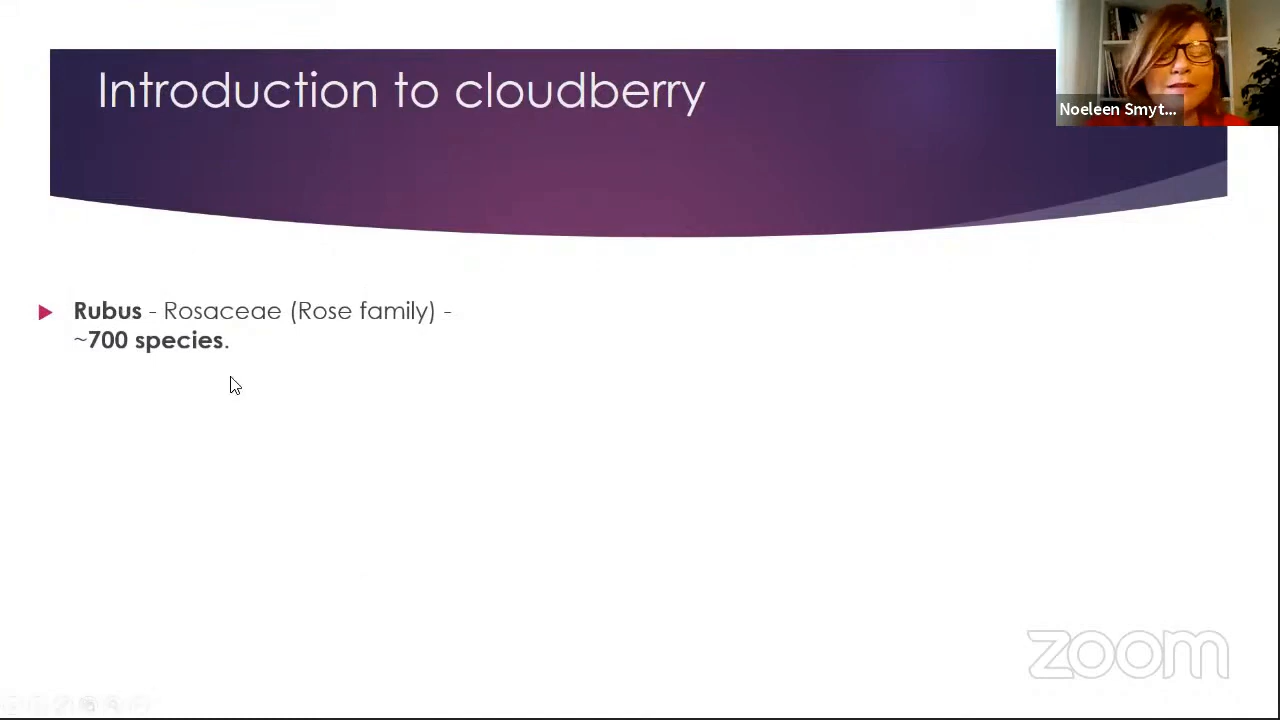 Introduction to cloudberry
Noeleen Smyt...
Rubus - Rosaceae (Rose family) -
~700 species.
zoom